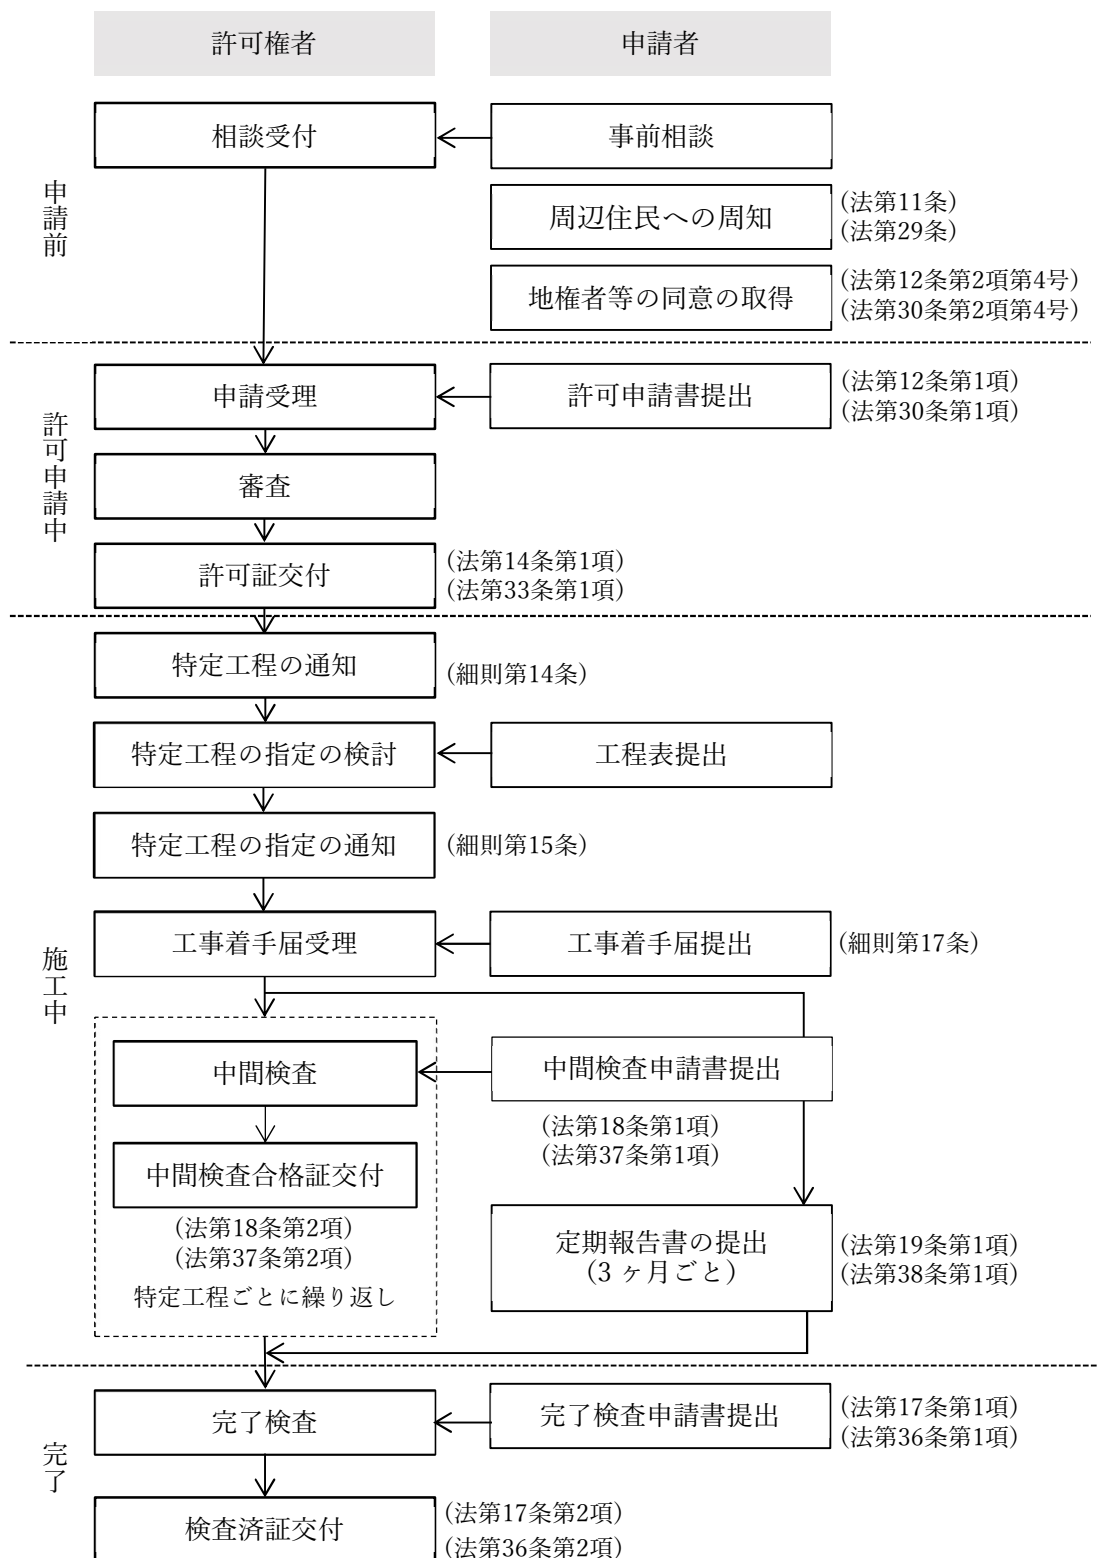 許可権者
申請者
申請前
相談受付
事前相談
周辺住民への周知
(法第11条)
(法第29条)
地権者等の同意の取得
(法第12条第2項第4号)
(法第30条第2項第4号)
許可申請中
申請受理
許可申請書提出
(法第12条第1項)
(法第30条第1項)
審査
許可証交付
(法第14条第1項)
(法第33条第1項)
施工中
特定工程の通知
(細則第14条)
特定工程の指定の検討
工程表提出
特定工程の指定の通知
(細則第15条)
工事着手届受理
工事着手届提出
(細則第17条)
中間検査
中間検査申請書提出
(法第18条第1項)
(法第37条第1項)
中間検査合格証交付
(法第18条第2項)
(法第37条第2項)
特定工程ごとに繰り返し
定期報告書の提出
(3 ヶ月ごと)
(法第19条第1項)
(法第38条第1項)
完了
完了検査
完了検査申請書提出
(法第17条第1項)
(法第36条第1項)
検査済証交付
(法第17条第2項)
(法第36条第2項)